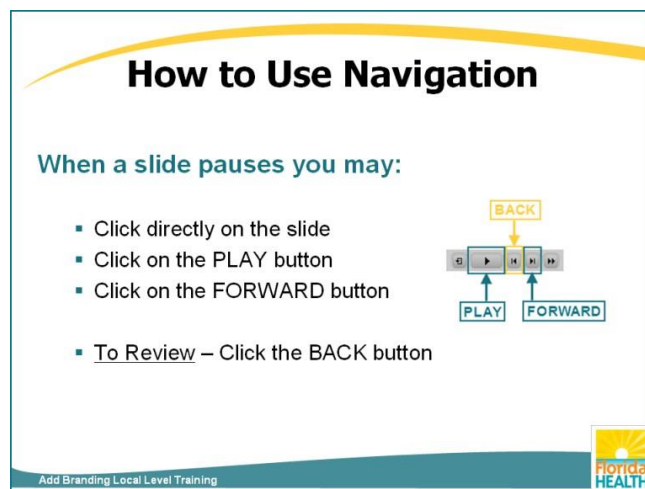 How to Use Navigation
When a slide pauses you may:
Click directly on the slide
Click on the PLAY button
Click on the FORWARD button
To Review – Click the BACK button
BACK
PLAY
FORWARD
Add Branding Local Level Training
Florida
HEALTH